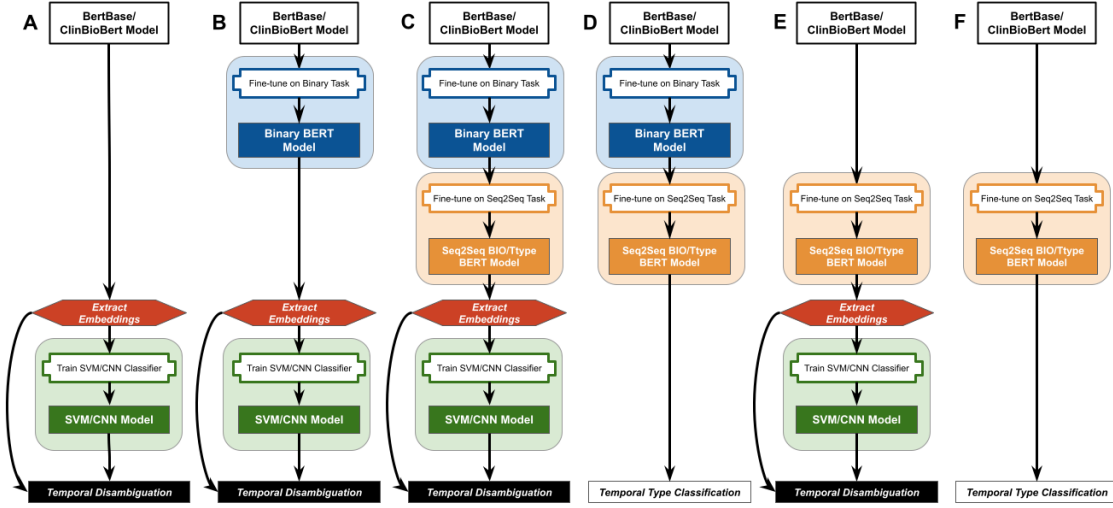 A
BertBase/
ClinBioBert Model
Extract
Embeddings
Train SVM/CNN Classifier
SVM/CNN Model
Temporal Disambiguation
B
BertBase/
ClinBioBert Model
Fine-tune on Binary Task
Binary BERT
Model
Extract
Embeddings
Train SVM/CNN Classifier
SVM/CNN Model
Temporal Disambiguation
C
BertBase/
ClinBioBert Model
Fine-tune on Binary Task
Binary BERT
Model
Fine-tune on Seq2Seq Task
Seq2Seq BIO/Ttype
BERT Model
Extract
Embeddings
Train SVM/CNN Classifier
SVM/CNN Model
Temporal Disambiguation
D
BertBase/
ClinBioBert Model
Fine-tune on Binary Task
Binary BERT
Model
Fine-tune on Seq2Seq Task
Seq2Seq BIO/Ttype
BERT Model
Temporal Type Classification
E
BertBase/
ClinBioBert Model
Fine-tune on Seq2Seq Task
Seq2Seq BIO/Ttype
BERT Model
Extract
Embeddings
Train SVM/CNN Classifier
SVM/CNN Model
Temporal Disambiguation
F
BertBase/
ClinBioBert Model
Fine-tune on Seq2Seq Task
Seq2Seq BIO/Ttype
BERT Model
Temporal Type Classification